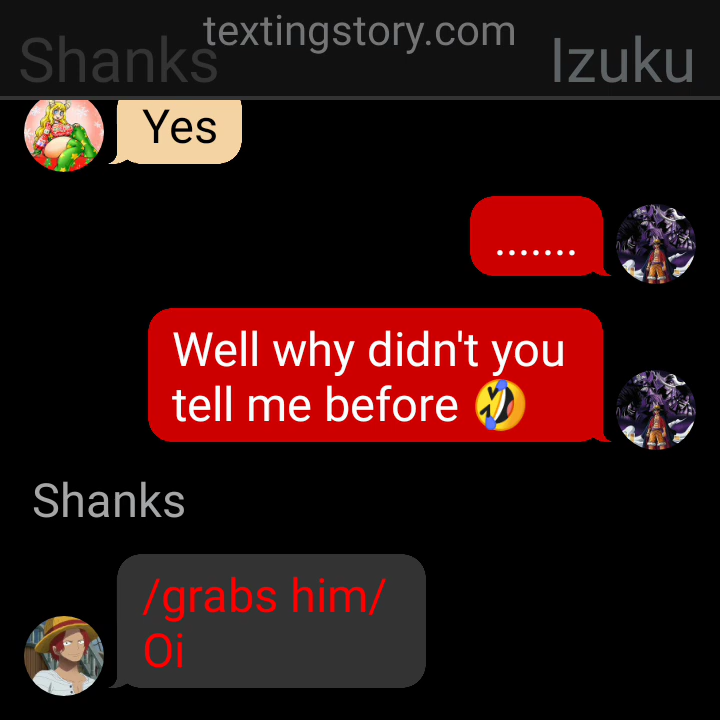 textingstory.com
Shanks
Izuku
Yes
.......
Well why didn't you
tell me before 🤣
Shanks
/grabs him/
Oi